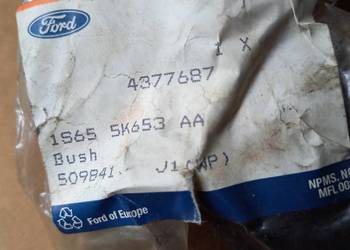 Ford
1 X
4377687
1S65 5K653 AA
Bush
509841. J1(WP)
Ford of Europe
NPMS. N
MFL00